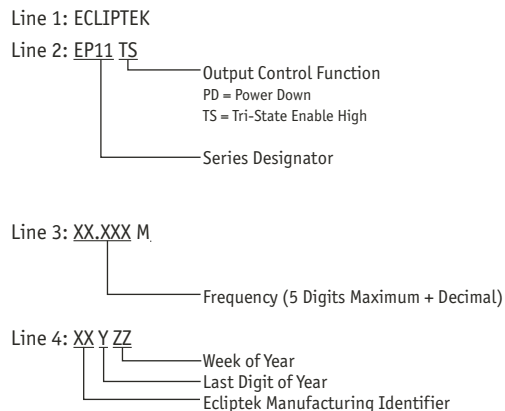 Line 1: ECLIPTEK
Line 2: EP11 TS
Output Control Function
PD = Power Down
TS = Tri-State Enable High
Series Designator
Line 3: XX.XXX M
Frequency (5 Digits Maximum + Decimal)
Line 4: XX Y ZZ
Week of Year
Last Digit of Year
Ecliptek Manufacturing Identifier